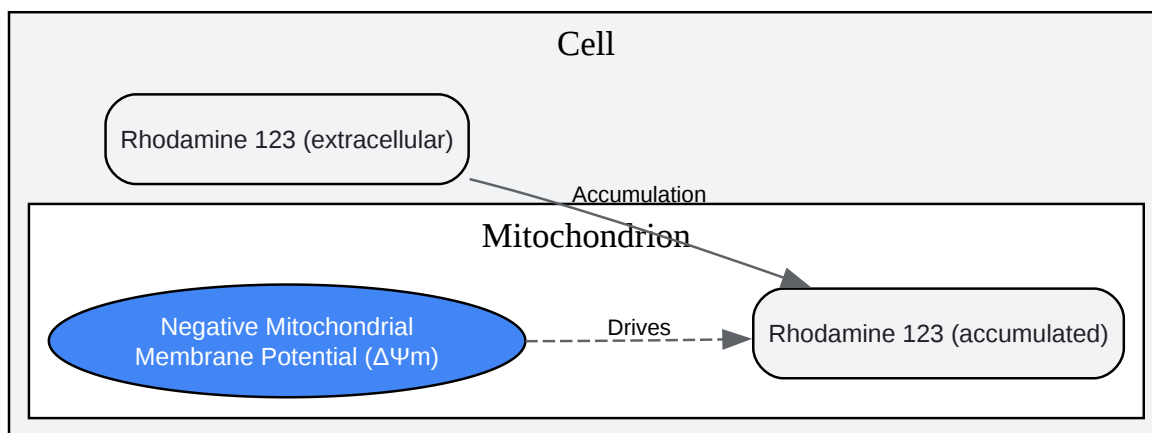 Cell
Rhodamine 123 (extracellular)
Accumulation
Mitochondrion
Negative Mitochondrial
Membrane Potential (ΔΨm)
Drives
Rhodamine 123 (accumulated)